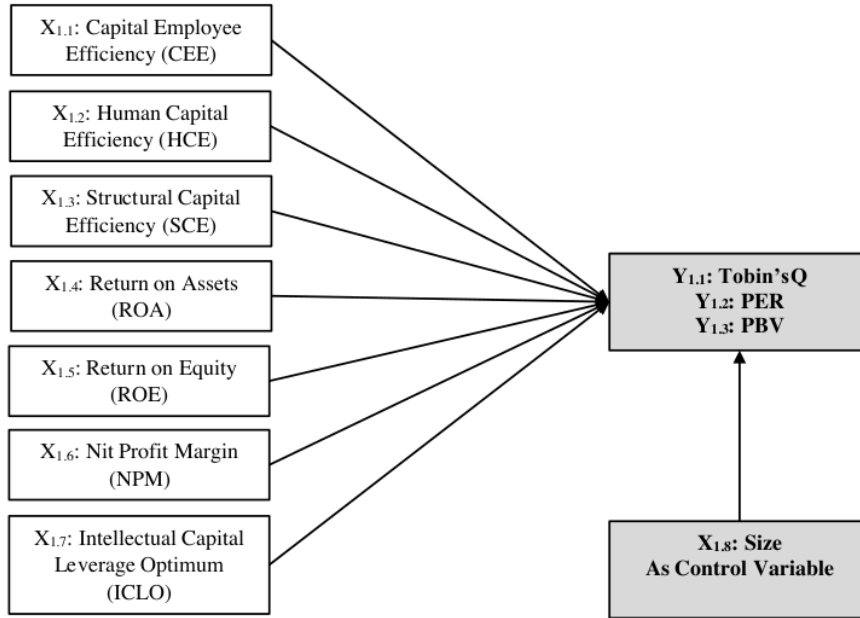 X1.1: Capital Employee
Efficiency (CEE)
X1.2: Human Capital
Efficiency (HCE)
X1.3: Structural Capital
Efficiency (SCE)
X1.4: Return on Assets
(ROA)
X1.5: Return on Equity
(ROE)
X1.6: Nit Profit Margin
(NPM)
X1.7: Intellectual Capital
Leverage Optimum
(ICLO)
Y1.1: Tobin'sQ
Y1.2: PER
Y1.3: PBV
X1.8: Size
As Control Variable